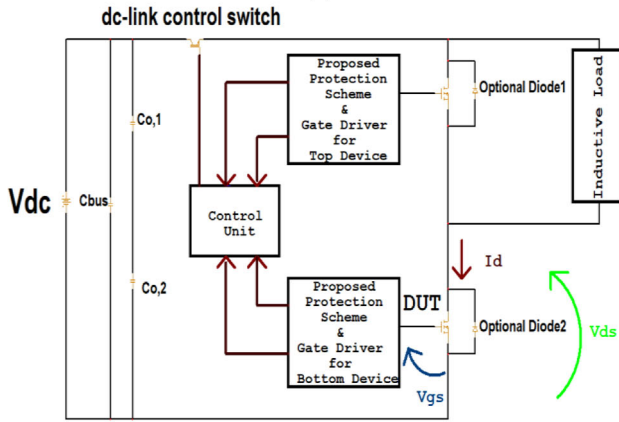 dc-link control switch
Proposed
Protection
Scheme
&
Gate Driver
for
Top Device
Optional Diode1
Inductive Load
Co,1
Vdc
Cbus
Control
Unit
Id
Co,2
Proposed
Protection
Scheme
&
Gate Driver
for
Bottom Device
DUT
Optional Diode2
Vds
Vgs